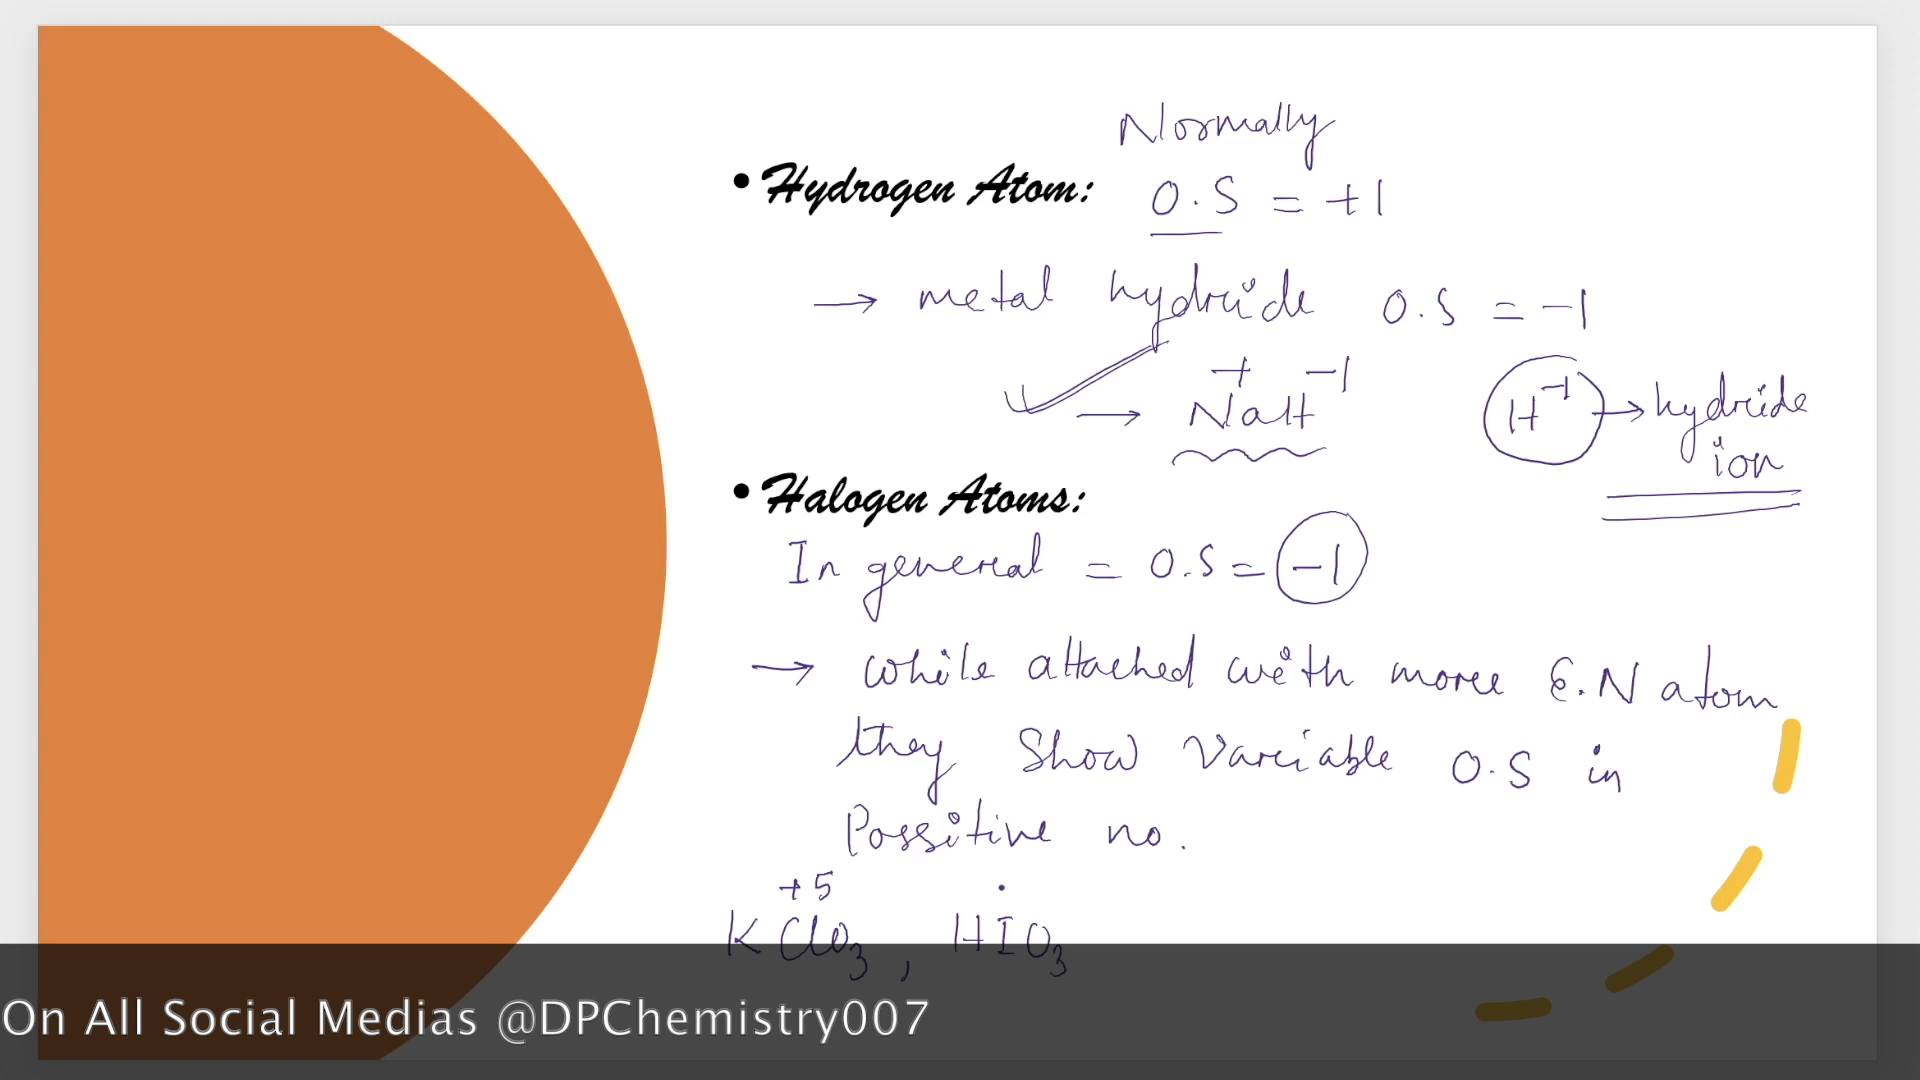 Normally
• Hydrogen Atom: O.S = +1
→ metal hydride O.S = -1
+ -1
→ NaH H⁻¹ → hydride
ion
• Halogen Atoms:
In general = O.S = -1
→ while attached with more E.N atom
they Show Variable O.S in
Possitive no.
+5
KClO₃, HIO₃
On All Social Medias @DPChemistry007